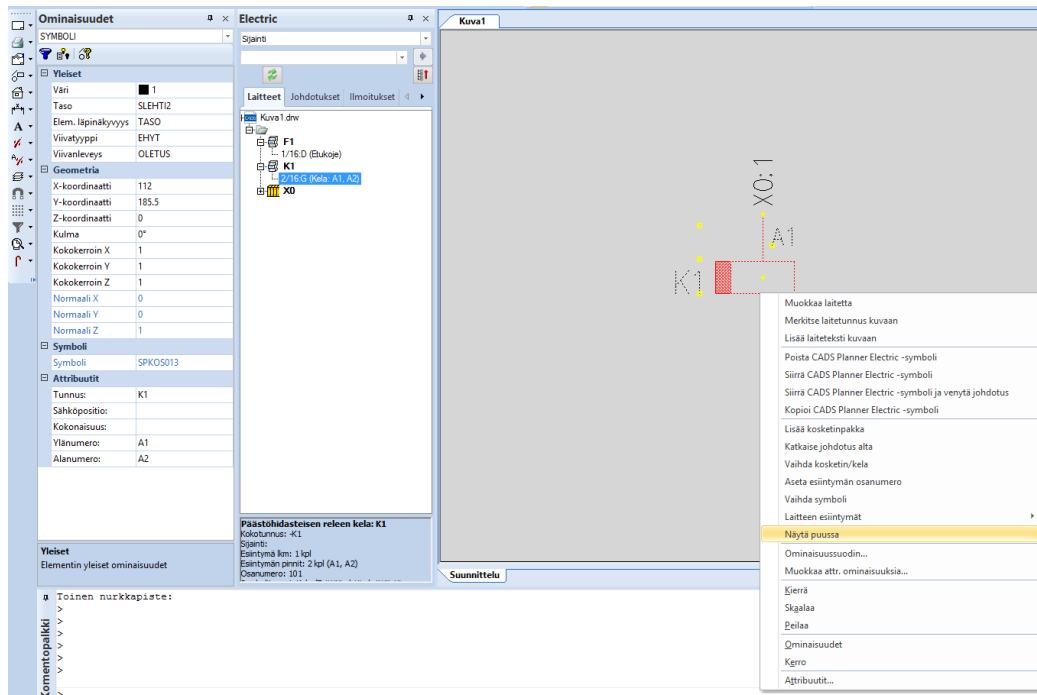 Ominaisuudet
SYMBOLI
Yleiset
Väri 1
Taso SLEHTI2
Elem. läpinäkyvyys TASO
Viivatyyppi EHYT
Viivanleveys OLETUS
Geometria
X-koordinaatti 112
Y-koordinaatti 185.5
Z-koordinaatti 0
Kulma 0°
Kokokerroin X 1
Kokokerroin Y 1
Kokokerroin Z 1
Normaali X 0
Normaali Y 0
Normaali Z 1
Symboli
Symboli SPKOS013
Attribuutit
Tunnus: K1
Sähköpositio:
Kokonaisuus:
Ylänumero: A1
Alanumero: A2
Yleiset
Elementin yleiset ominaisuudet
Electric
Sijainti
Laitteet Johdotukset Ilmoitukset
Kuva1.drw
F1
1/16:D (Etukoje)
K1
2/16:G (Kela: A1, A2)
X0
Päästöhidasteisen releen kela: K1
Kokotunnus: -K1
Sijainti:
Esiintymä lkm: 1 kpl
Esiintymän pinnit: 2 kpl (A1, A2)
Osanumero: 101
Kuva1
X0:1
A1
K1
Muokkaa laitetta
Merkitse laitetunnus kuvaan
Lisää laiteteksti kuvaan
Poista CADS Planner Electric -symboli
Siirrä CADS Planner Electric -symboli
Siirrä CADS Planner Electric -symboli ja venytä johdotus
Kopioi CADS Planner Electric -symboli
Lisää kosketinpakka
Katkaise johdotus alta
Vaihda kosketin/kela
Aseta esiintymän osanumero
Vaihda symboli
Laitteen esiintymät
Näytä puussa
Ominaisuussuodin...
Muokkaa attr. ominaisuuksia...
Kierrä
Skaalaa
Peilaa
Ominaisuudet
Kerro
Attribuutit...
Suunnittelu
Komentopalkki
Toinen nurkkapiste:
>
>
>
>
>
>
>